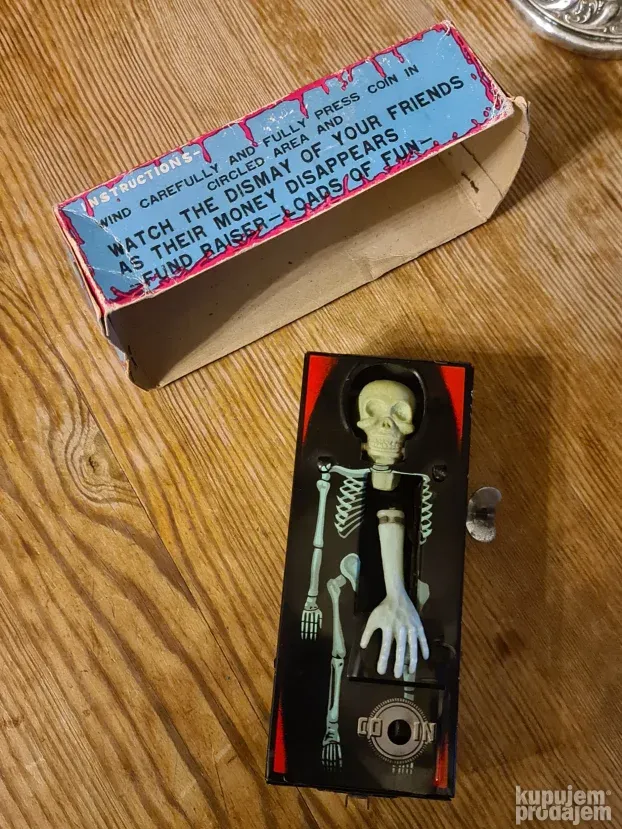 INSTRUCTIONS-
WIND CAREFULLY AND FULLY PRESS COIN IN
CIRCLED AREA AND
WATCH THE DISMAY OF YOUR FRIENDS
AS THEIR MONEY DISAPPEARS
-FUND RAISER-LOADS OF FUN-
COIN
kupujem
prodajem